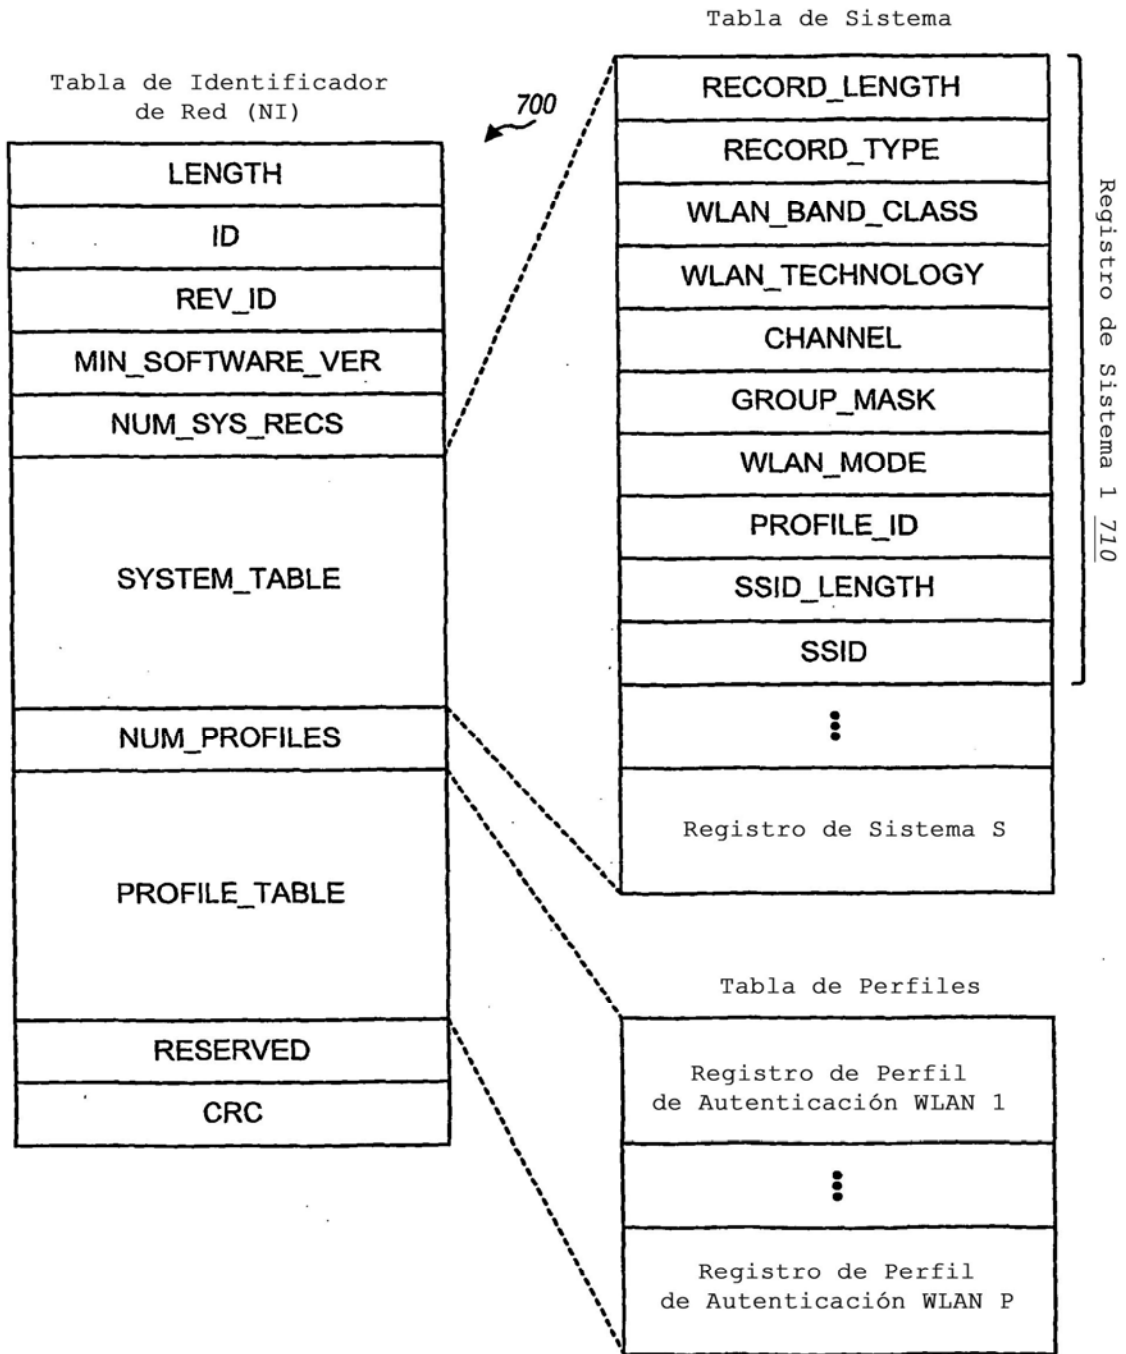 Tabla de Identificador
de Red (NI)
700
LENGTH
ID
REV_ID
MIN_SOFTWARE_VER
NUM_SYS_RECS
SYSTEM_TABLE
NUM_PROFILES
PROFILE_TABLE
RESERVED
CRC
Tabla de Sistema
RECORD_LENGTH
RECORD_TYPE
WLAN_BAND_CLASS
WLAN_TECHNOLOGY
CHANNEL
GROUP_MASK
WLAN_MODE
PROFILE_ID
SSID_LENGTH
SSID
Registro de Sistema S
Registro de Sistema 1 710
Tabla de Perfiles
Registro de Perfil
de Autenticación WLAN 1
Registro de Perfil
de Autenticación WLAN P